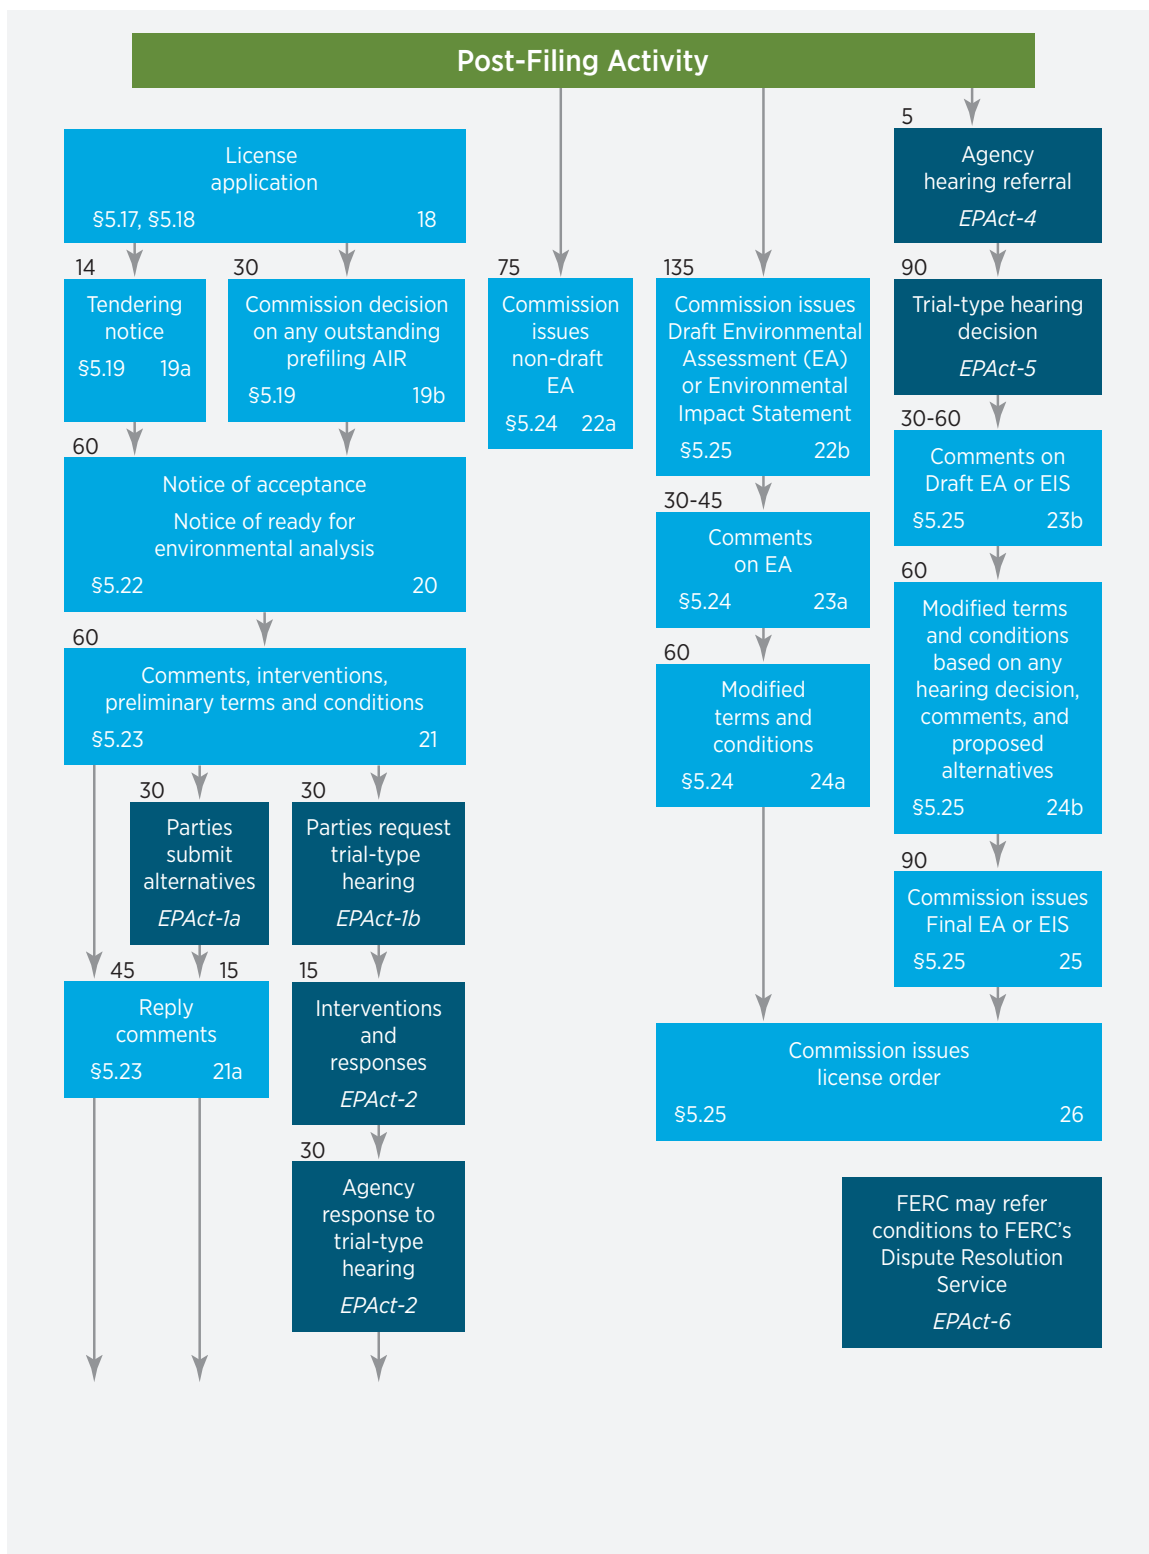 Post-Filing Activity
License
application
§5.17, §5.18 18
14
Tendering
notice
§5.19 19a
30
Commission decision
on any outstanding
prefiling AIR
§5.19 19b
60
Notice of acceptance
Notice of ready for
environmental analysis
§5.22 20
60
Comments, interventions,
preliminary terms and conditions
§5.23 21
30
Parties
submit
alternatives
EPAct-1a
30
Parties request
trial-type
hearing
EPAct-1b
45 15
Reply
comments
§5.23 21a
15
Interventions
and
responses
EPAct-2
30
Agency
response to
trial-type
hearing
EPAct-2
75
Commission
issues
non-draft
EA
§5.24 22a
135
Commission issues
Draft Environmental
Assessment (EA)
or Environmental
Impact Statement
§5.25 22b
30-45
Comments
on EA
§5.24 23a
60
Modified
terms and
conditions
§5.24 24a
5
Agency
hearing referral
EPAct-4
90
Trial-type hearing
decision
EPAct-5
30-60
Comments on
Draft EA or EIS
§5.25 23b
60
Modified terms
and conditions
based on any
hearing decision,
comments, and
proposed
alternatives
§5.25 24b
90
Commission issues
Final EA or EIS
§5.25 25
Commission issues
license order
§5.25 26
FERC may refer
conditions to FERC’s
Dispute Resolution
Service
EPAct-6